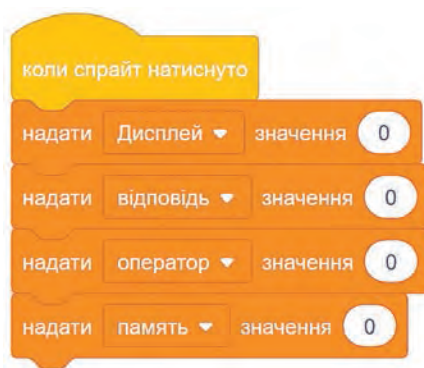 коли спрайт натиснуто
надати Дисплей значення 0
надати відповідь значення 0
надати оператор значення 0
надати память значення 0